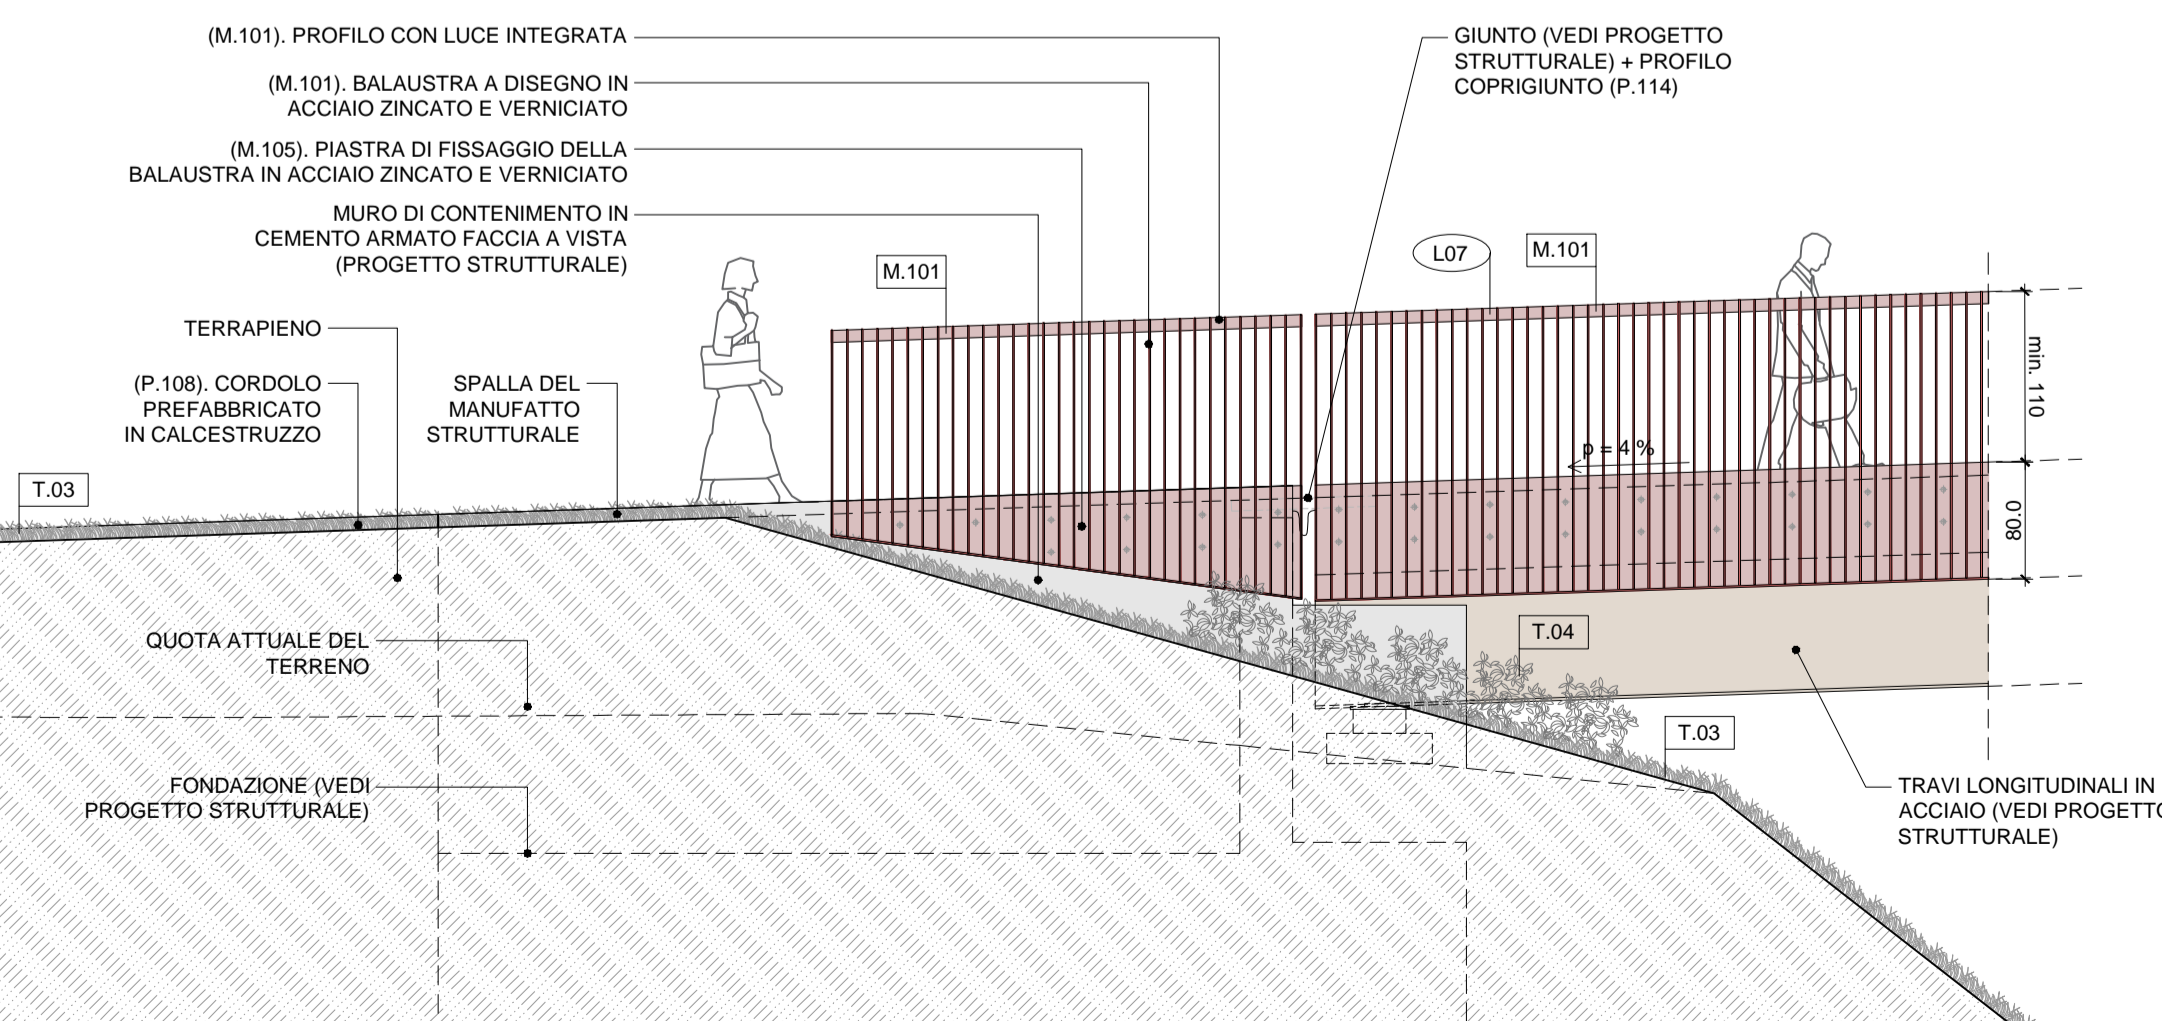 (M.101). PROFILO CON LUCE INTEGRATA
(M.101). BALAUSTRA A DISEGNO IN
ACCIAIO ZINCATO E VERNICIATO
(M.105). PIASTRA DI FISSAGGIO DELLA
BALAUSTRA IN ACCIAIO ZINCATO E VERNICIATO
MURO DI CONTENIMENTO IN
CEMENTO ARMATO FACCIA A VISTA
(PROGETTO STRUTTURALE)
GIUNTO (VEDI PROGETTO
STRUTTURALE) + PROFILO
COPRIGIUNTO (P.114)
M.101
L07
M.101
TERRAPIENO
(P.108). CORDOLO
PREFABBRICATO
IN CALCESTRUZZO
SPALLA DEL
MANUFATTO
STRUTTURALE
min. 110
p = 4 %
T.03
0.08
QUOTA ATTUALE DEL
TERRENO
T.04
T.03
FONDAZIONE (VEDI
PROGETTO STRUTTURALE)
TRAVI LONGITUDINALI IN
ACCIAIO (VEDI PROGETTO
STRUTTURALE)